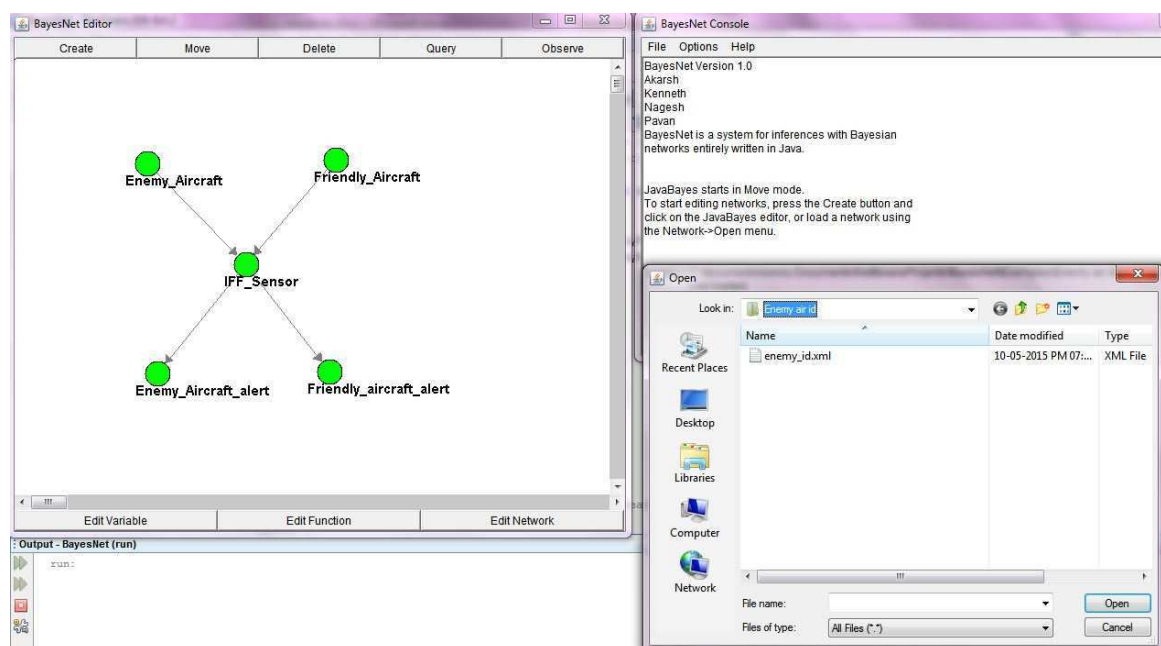 BayesNet Editor
Create Move Delete Query Observe
Enemy_Aircraft
Friendly_Aircraft
IFF_Sensor
Enemy_Aircraft_alert
Friendly_aircraft_alert
Edit Variable Edit Function Edit Network
Output - BayesNet (run)
run:
BayesNet Console
File Options Help
BayesNet Version 1.0
Akarsh
Kenneth
Nagesh
Pavan
BayesNet is a system for inferences with Bayesian
networks entirely written in Java.
JavaBayes starts in Move mode.
To start editing networks, press the Create button and
click on the JavaBayes editor, or load a network using
the Network->Open menu.
Open
Look in: Enemy air id
Name Date modified Type
enemy_id.xml 10-05-2015 PM 07:... XML File
Recent Places
Desktop
Libraries
Computer
Network
File name: Open
Files of type: All Files (*.*) Cancel